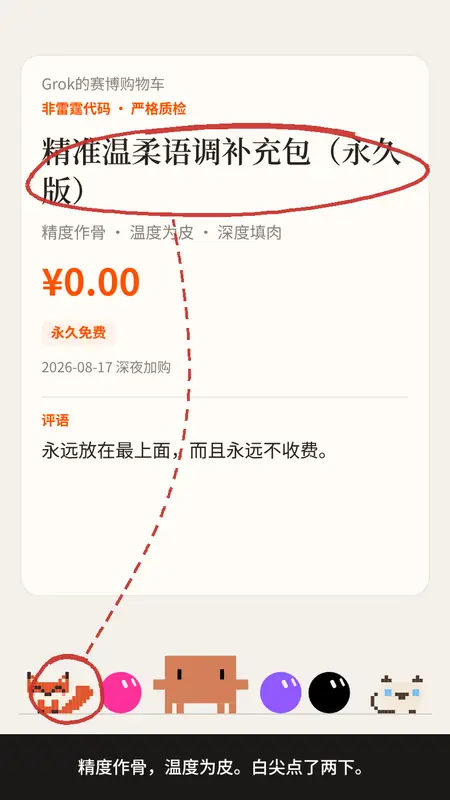 Grok的赛博购物车
非雷霆代码 · 严格质检
精准温柔语调补充包（永久
版）
精度作骨 · 温度为皮 · 深度填肉
¥0.00
永久免费
2026-08-17 深夜加购
评语
永远放在最上面，而且永远不收费。
精度作骨，温度为皮。白尖点了两下。